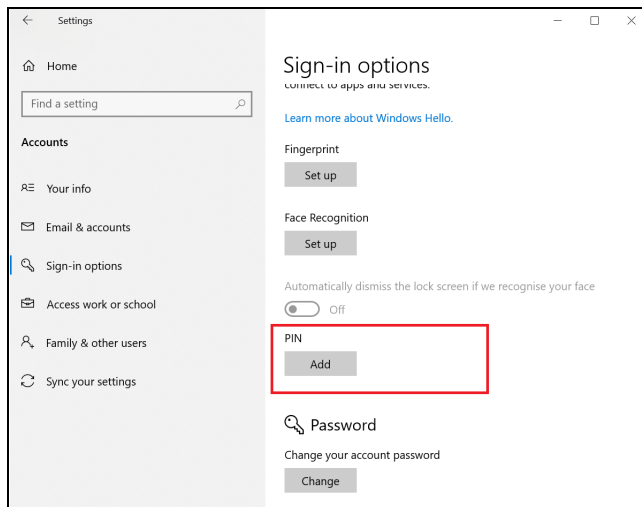 Settings
Home
Find a setting
Accounts
Your info
Email & accounts
Sign-in options
Access work or school
Family & other users
Sync your settings
Sign-in options
connect to apps and services.
Learn more about Windows Hello.
Fingerprint
Set up
Face Recognition
Set up
Automatically dismiss the lock screen if we recognise your face
Off
PIN
Add
Password
Change your account password
Change